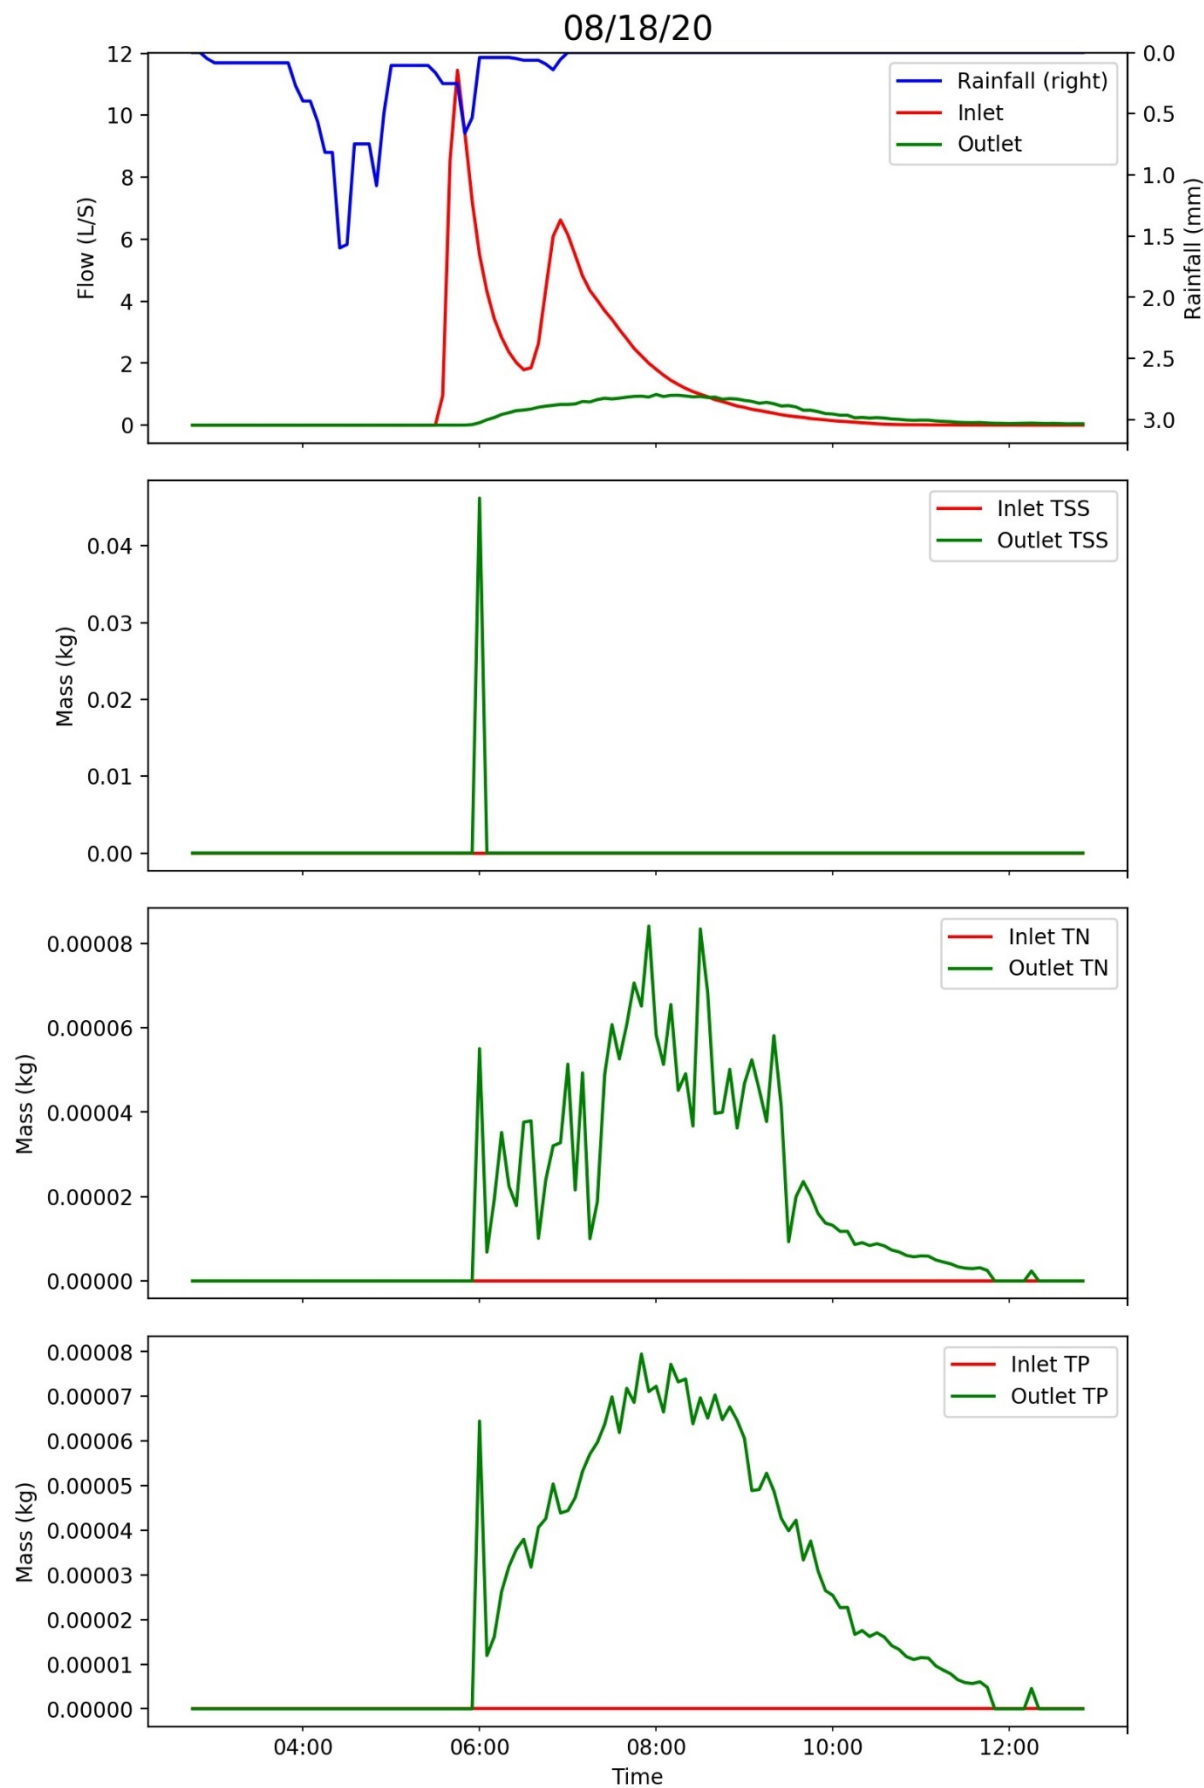 08/18/20
12
10
8
6
4
2
0
Flow (L/S)
0.0
0.5
1.0
1.5
2.0
2.5
3.0
Rainfall (mm)
Rainfall (right)
Inlet
Outlet
0.04
0.03
0.02
0.01
0.00
Mass (kg)
Inlet TSS
Outlet TSS
0.00008
0.00006
0.00004
0.00002
0.00000
Mass (kg)
Inlet TN
Outlet TN
0.00008
0.00007
0.00006
0.00005
0.00004
0.00003
0.00002
0.00001
0.00000
Mass (kg)
Inlet TP
Outlet TP
04:00 06:00 08:00 10:00 12:00
Time